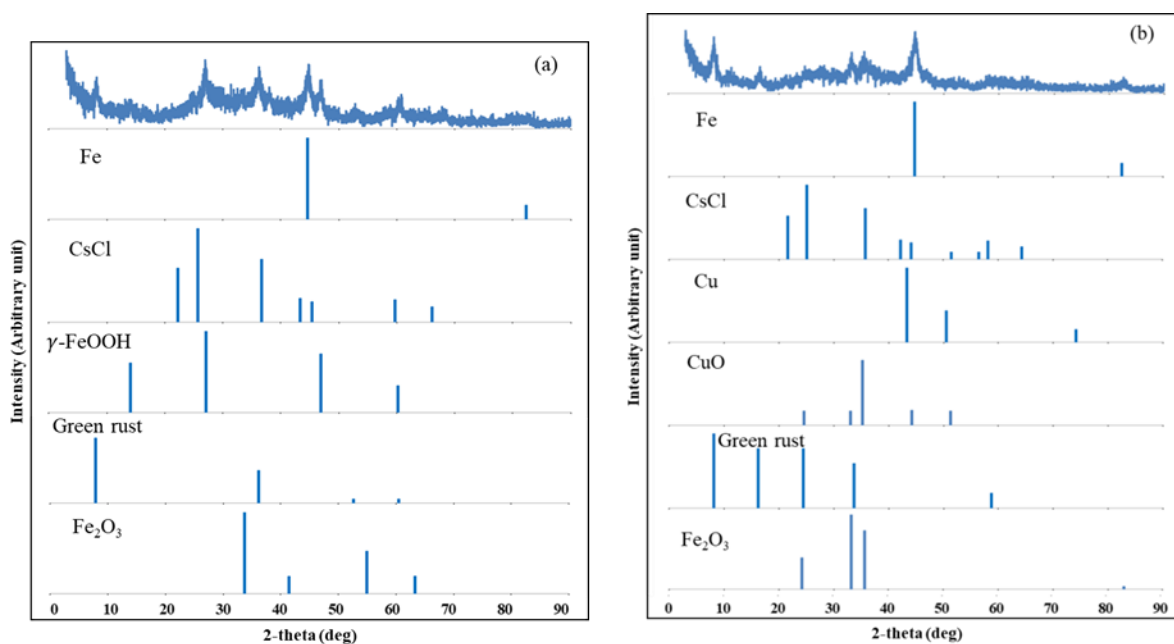 (a)
Fe
CsCl
γ-FeOOH
Green rust
Fe₂O₃
0 10 20 30 40 50 60 70 80 90
2-theta (deg)
Intensity (Arbitrary unit)
(b)
Fe
CsCl
Cu
CuO
Green rust
Fe₂O₃
0 10 20 30 40 50 60 70 80 90
2-theta (deg)
Intensity (Arbitrary unit)